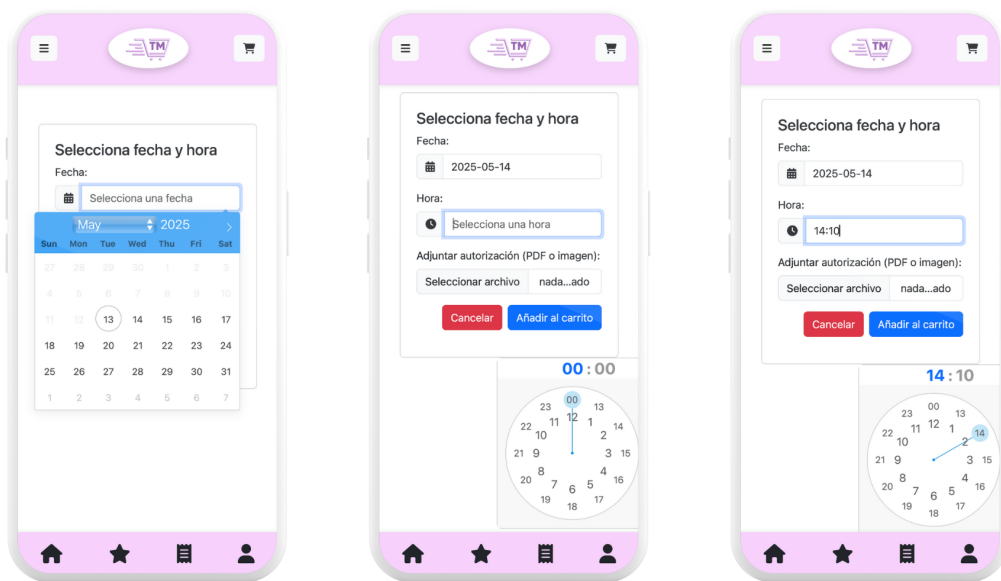 TM
Selecciona fecha y hora
Fecha:
Selecciona una fecha
May 2025
Sun Mon Tue Wed Thu Fri Sat
27 28 29 30 1 2 3
4 5 6 7 8 9 10
11 12 13 14 15 16 17
18 19 20 21 22 23 24
25 26 27 28 29 30 31
1 2 3 4 5 6 7
TM
Selecciona fecha y hora
Fecha:
2025-05-14
Hora:
Selecciona una hora
Adjuntar autorización (PDF o imagen):
Seleccionar archivo nada...ado
Cancelar Añadir al carrito
00 : 00
00
23 13
12
22 11 1 14
10 2
21 9 3 15
8 4
20 7 5 16
6
19 17
18
TM
Selecciona fecha y hora
Fecha:
2025-05-14
Hora:
14:10
Adjuntar autorización (PDF o imagen):
Seleccionar archivo nada...ado
Cancelar Añadir al carrito
14 : 10
00
23 13
12
22 11 1 14
10 2
21 9 3 15
8 4
20 7 5 16
6
19 17
18